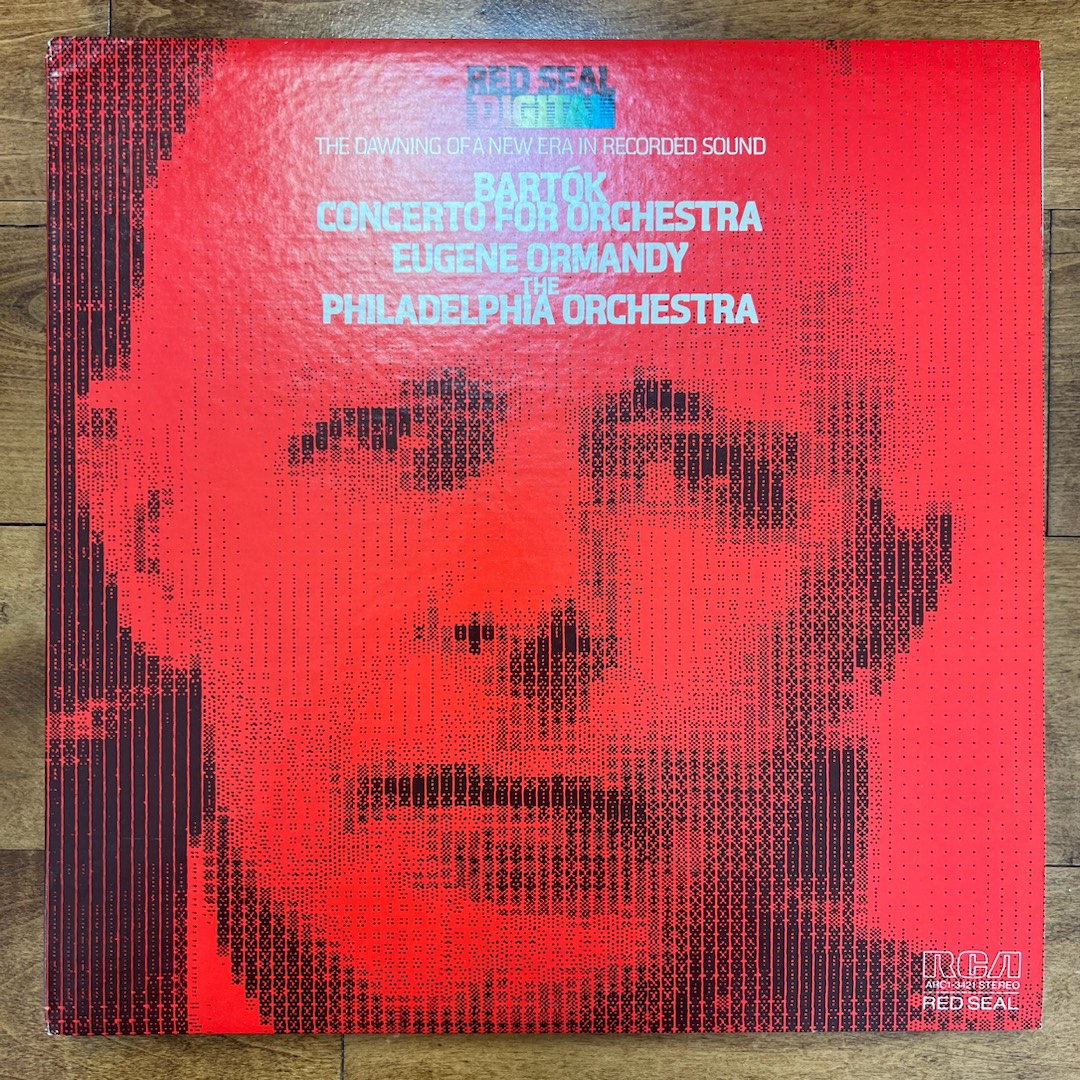 RED SEAL
DIGITAL
THE DAWNING OF A NEW ERA IN RECORDED SOUND
BARTÓK
CONCERTO FOR ORCHESTRA
EUGENE ORMANDY
THE
PHILADELPHIA ORCHESTRA
RCA
ARC1-3421 STEREO
RED SEAL